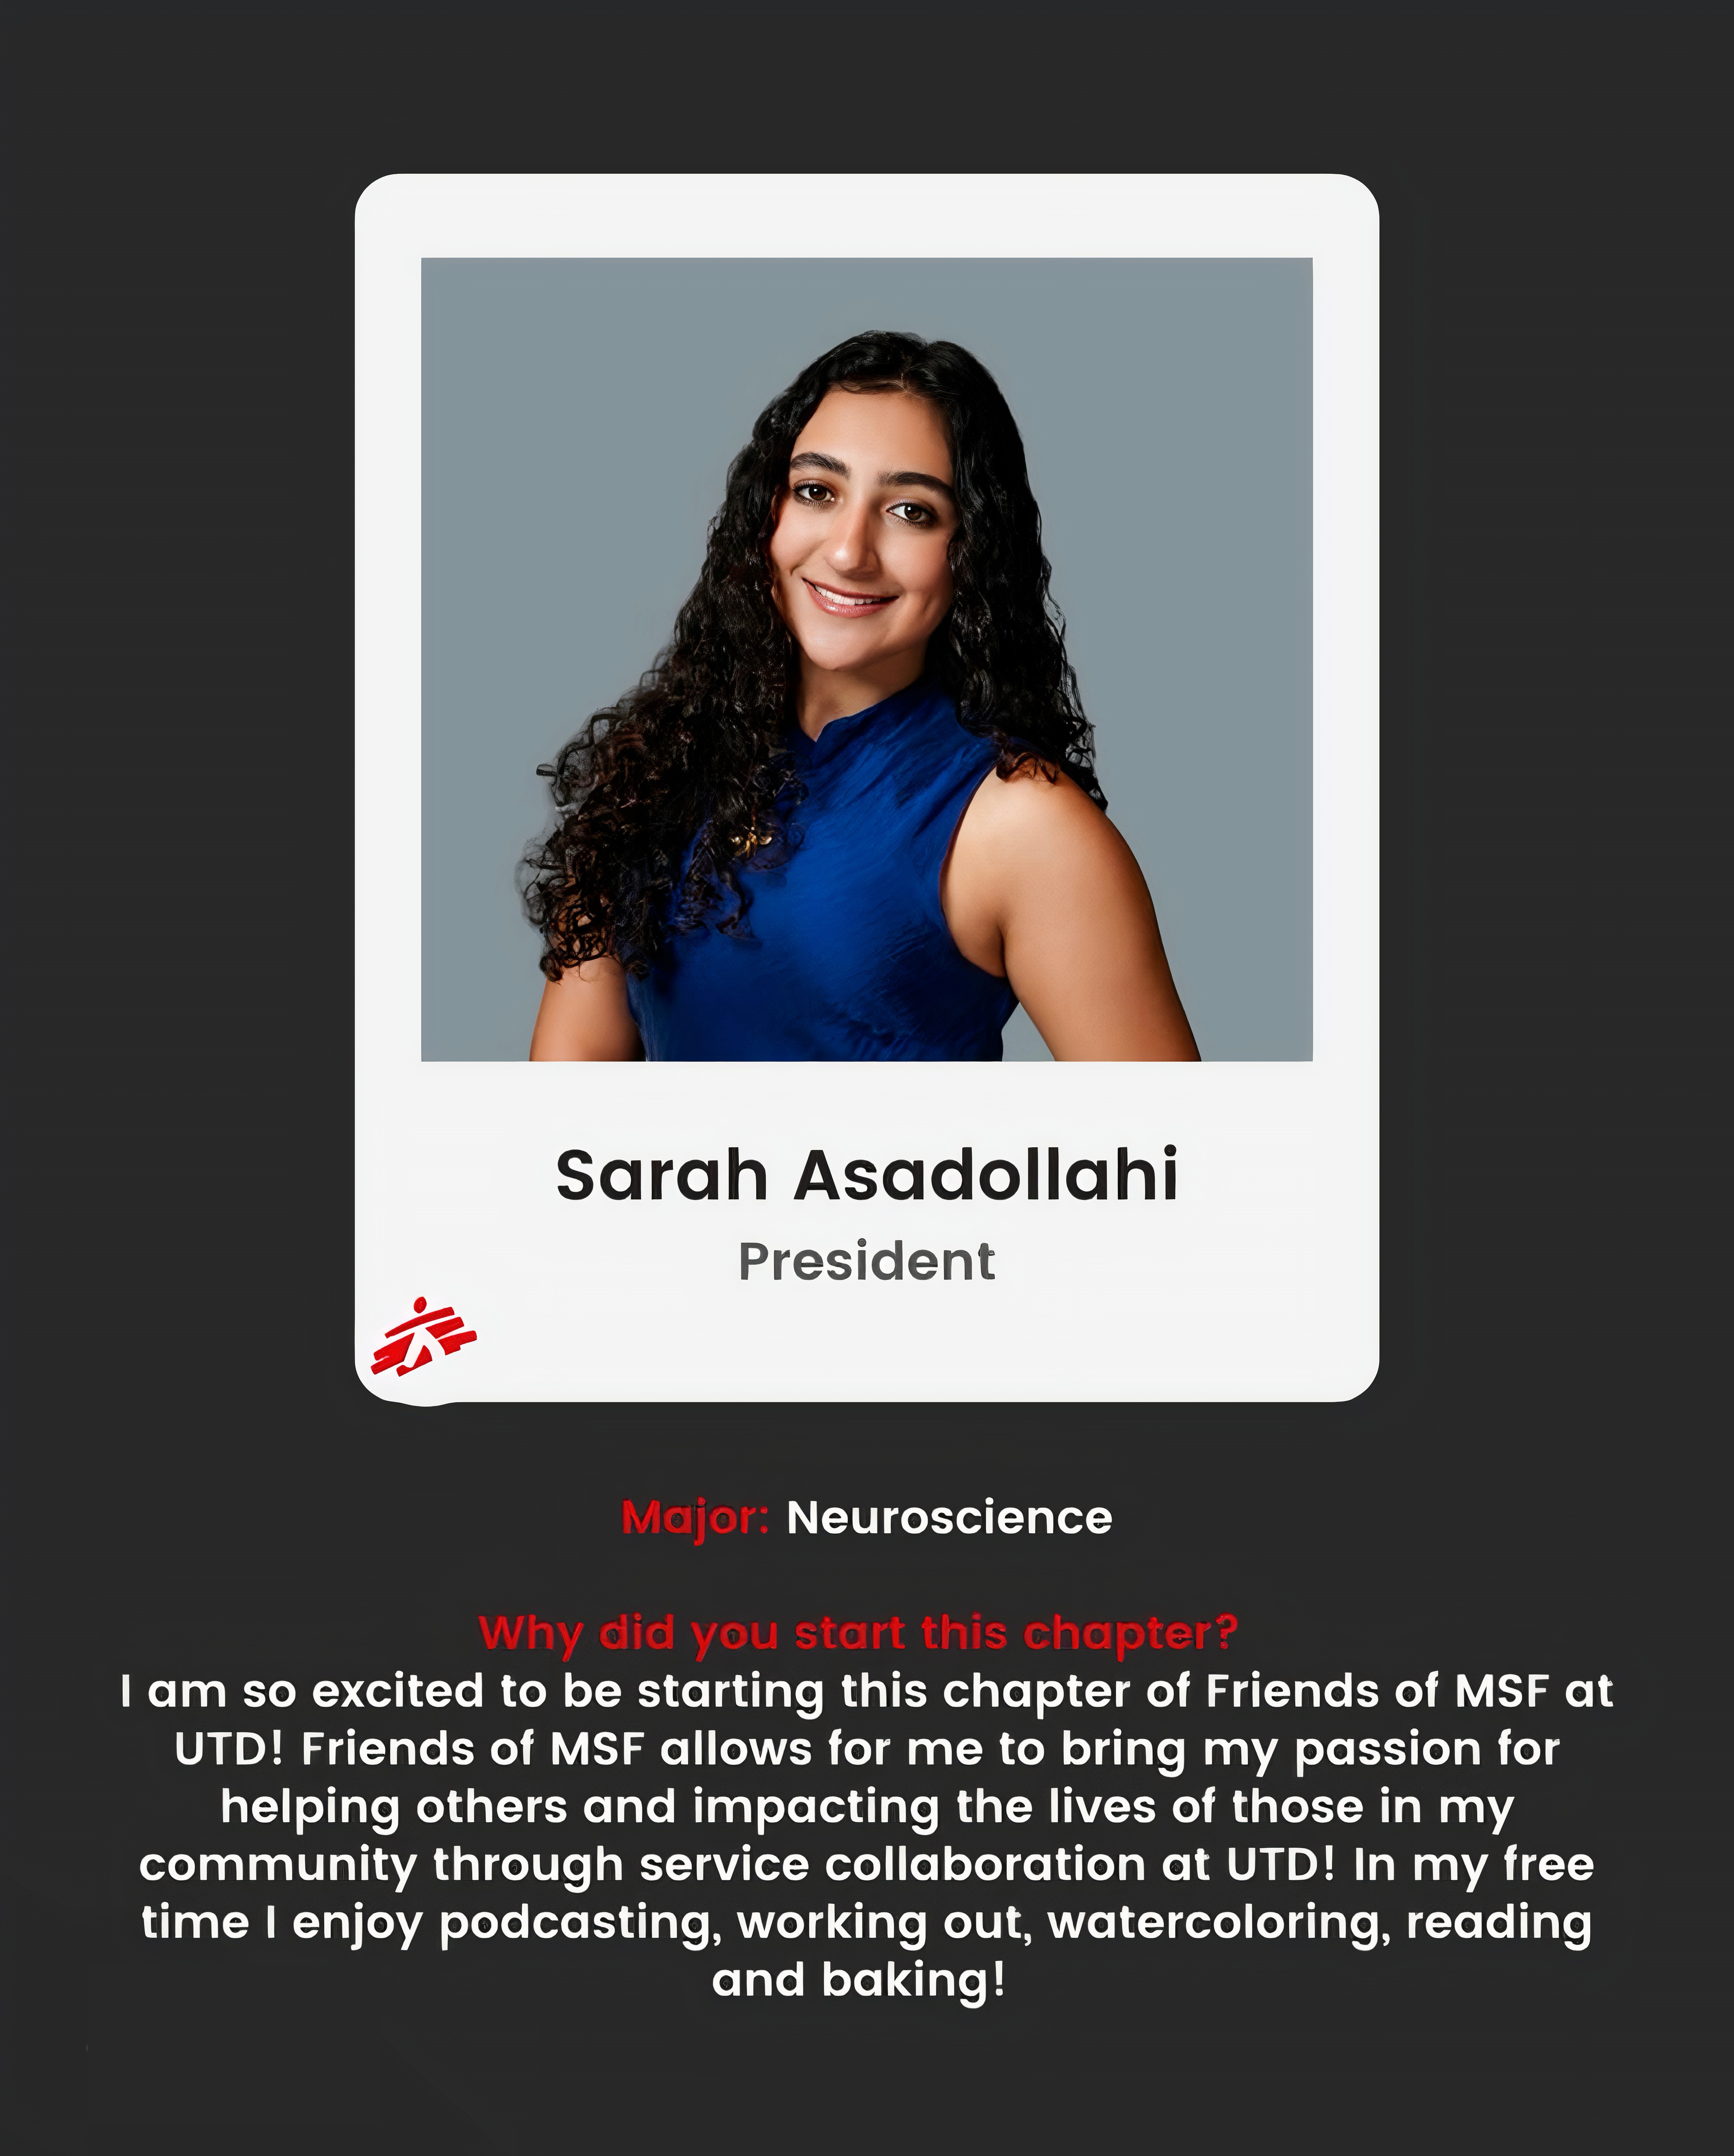 Sarah Asadollahi
President
Major: Neuroscience
Why did you start this chapter?
I am so excited to be starting this chapter of Friends of MSF at
UTD! Friends of MSF allows for me to bring my passion for
helping others and impacting the lives of those in my
community through service collaboration at UTD! In my free
time I enjoy podcasting, working out, watercoloring, reading
and baking!